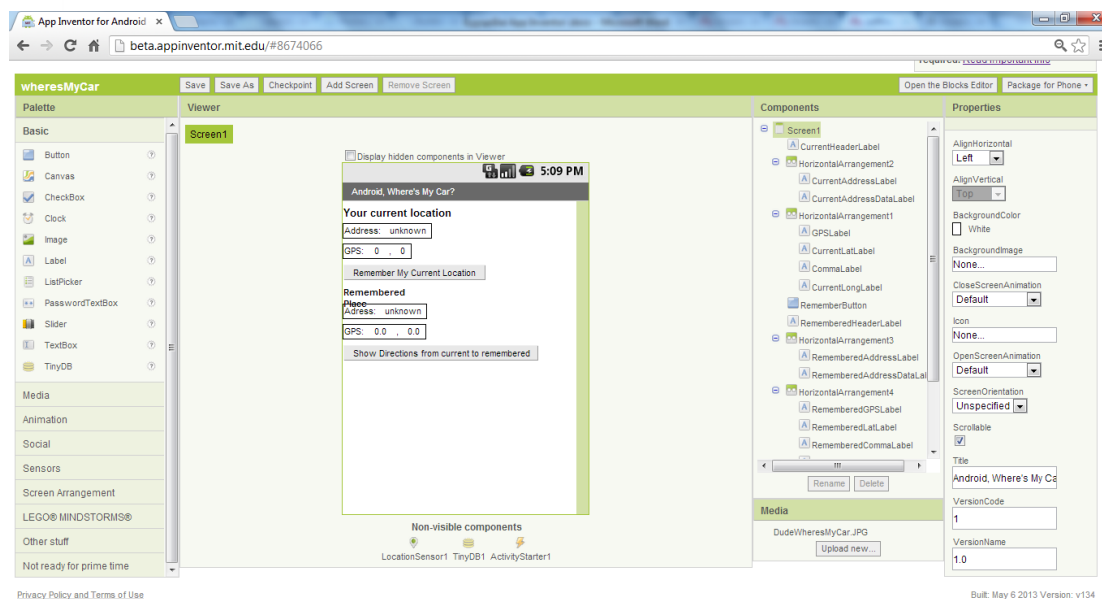 App Inventor for Android
beta.appinventor.mit.edu/#8674066
wheresMyCar
Save
Save As
Checkpoint
Add Screen
Remove Screen
Open the Blocks Editor
Package for Phone
Palette
Viewer
Components
Properties
Basic
Button
Canvas
CheckBox
Clock
Image
Label
ListPicker
PasswordTextBox
Slider
TextBox
TinyDB
Media
Animation
Social
Sensors
Screen Arrangement
LEGO® MINDSTORMS®
Other stuff
Not ready for prime time
Screen1
Display hidden components in Viewer
5:09 PM
Android, Where's My Car?
Your current location
Address: unknown
GPS: 0 , 0
Remember My Current Location
Remembered
Place
Adress: unknown
GPS: 0.0 , 0.0
Show Directions from current to remembered
Non-visible components
LocationSensor1 TinyDB1 ActivityStarter1
Screen1
CurrentHeaderLabel
HorizontalArrangement2
CurrentAddressLabel
CurrentAddressDataLabel
HorizontalArrangement1
GPSLabel
CurrentLatLabel
CommaLabel
CurrentLongLabel
RememberButton
RememberedHeaderLabel
HorizontalArrangement3
RememberedAddressLabel
RememberedAddressDataLal
HorizontalArrangement4
RememberedGPSLabel
RememberedLatLabel
RememberedCommaLabel
Rename
Delete
Media
DudeWheresMyCar.JPG
Upload new...
AlignHorizontal
Left
AlignVertical
Top
BackgroundColor
White
BackgroundImage
None...
CloseScreenAnimation
Default
Icon
None...
OpenScreenAnimation
Default
ScreenOrientation
Unspecified
Scrollable
Title
Android, Where's My Ca
VersionCode
1
VersionName
1.0
Privacy Policy and Terms of Use
Built: May 6 2013 Version: v134